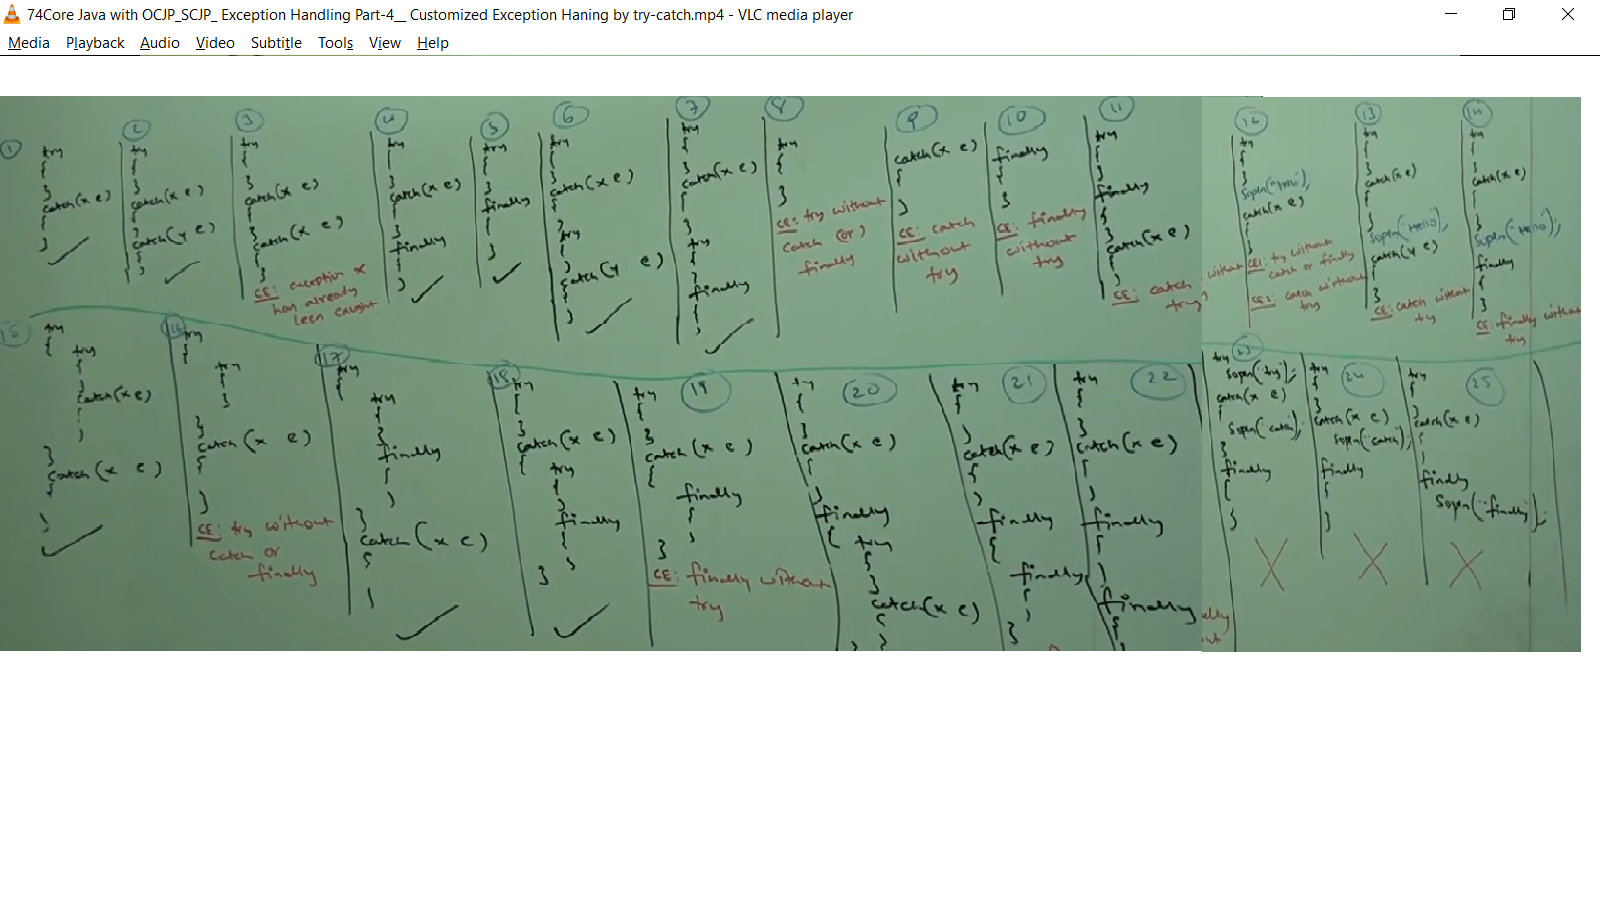 74Core Java with OCJP_SCJP_ Exception Handling Part-4__ Customized Exception Haning by try-catch.mp4 - VLC media player
Media Playback Audio Video Subtitle Tools View Help
1
try
{
}
catch(x e)
{
}
2
try
{
}
catch(x e)
{
}
catch(y e)
{
}
3
try
{
}
catch(x e)
{
}
catch(x e)
{
}
CE: exception x
has already
been caught
4
try
{
}
catch(x e)
{
}
finally
{
}
5
try
{
}
finally
{
}
6
try
{
}
catch(x e)
{
}
try
{
}
catch(y e)
{
}
7
try
{
}
catch(x e)
{
}
try
{
}
finally
{
}
8
try
{
}
CE: try without
catch (or)
finally
9
catch(x e)
{
}
CE: catch
without
try
10
finally
{
}
CE: finally
without
try
11
try
{
}
finally
{
}
catch(x e)
{
}
CE: catch without
try
12
try
{
}
Sopln("Hello");
catch(x e)
{
}
CE1: try without
catch or finally
CE2: catch without
try
13
try
{
}
catch(x e)
{
}
Sopln("Hello");
catch(y e)
{
}
CE: catch without
try
14
try
{
}
catch(x e)
{
}
Sopln("Hello");
finally
{
}
CE: finally without
try
15
try
{
try
{
}
catch(x e)
{
}
}
catch(x e)
{
}
16
try
{
try
{
}
}
catch(x e)
{
}
CE: try without
catch or
finally
17
try
{
try
{
}
finally
{
}
}
catch(x e)
{
}
18
try
{
}
catch(x e)
{
try
{
}
finally
{
}
}
19
try
{
}
catch(x e)
{
finally
{
}
}
CE: finally without
try
20
try
{
}
catch(x e)
{
}
finally
{
try
{
}
catch(x e)
{
}
}
21
try
{
}
catch(x e)
{
}
finally
{
finally
{
}
}
22
try
{
}
catch(x e)
{
}
finally
{
}
finally
{
}
23
try
Sopln("try");
catch(x e)
{
Sopln("catch");
}
finally
{
}
24
try
{
}
catch(x e)
Sopln("catch");
finally
{
}
25
try
{
}
catch(x e)
{
}
finally
Sopln("finally");